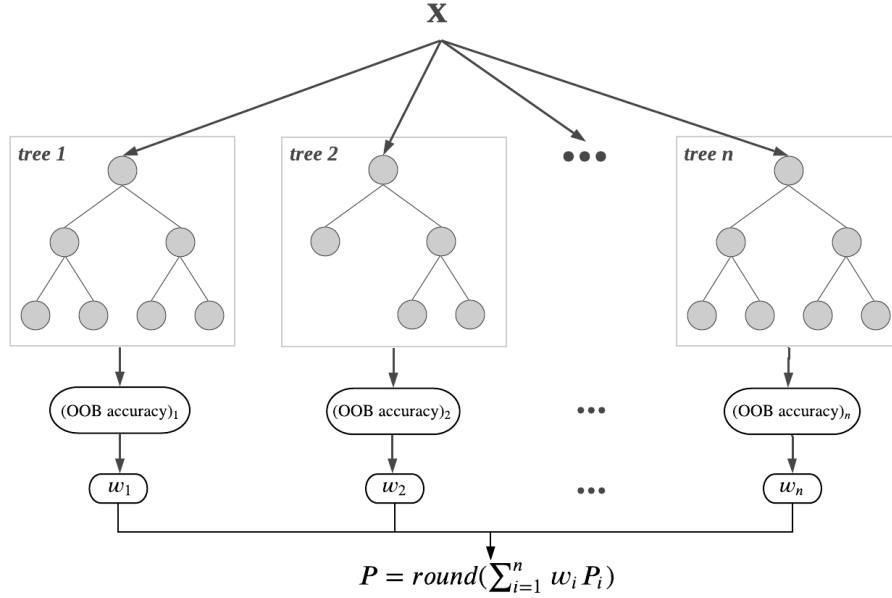 X
tree 1
tree 2
•••
tree n
(OOB accuracy)₁
(OOB accuracy)₂
•••
(OOB accuracy)ₙ
w₁
w₂
•••
wₙ
P = round(∑ⁿᵢ₌₁ wᵢ Pᵢ)